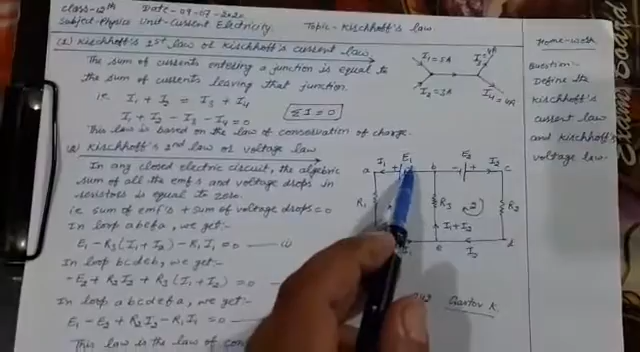 class-12th Date-09-07-2020
Subject-Physics Unit-Current Electricity. Topic-Kirchhoff's law.
(1) Kirchhoff's 1st law or Kirchhoff's current law
The sum of currents entering a junction is equal to
the sum of currents leaving that junction.
i.e. I1 + I2 = I3 + I4
I1 + I2 - I3 - I4 = 0
ΣI = 0
This law is based on the law of conservation of charge.
I1 = 5A
I2 = 3A
I4 = 4A
(2) Kirchhoff's 2nd law or voltage law
In any closed electric circuit, the algebraic
sum of all the emfs and voltage drops in
resistors is equal to zero.
i.e. sum of emf's + sum of voltage drops = 0
In loop abefa, we get:-
E1 - R3(I1+I2) - R1I1 = 0 — (i)
In loop bcdeb, we get:-
-E2 + R2I2 + R3(I1+I2) = 0
In loop abcdefa, we get:-
E1 - E2 + R2I2 - R1I1 = 0
This law is the law of con
a I1 + E1 b - E2 + I2 c
R1 R3 2 R2
I1+I2
e I2 d
Home-work
Question:-
Define the
Kirchhoff's
current law
and Kirchhoff's
voltage law.